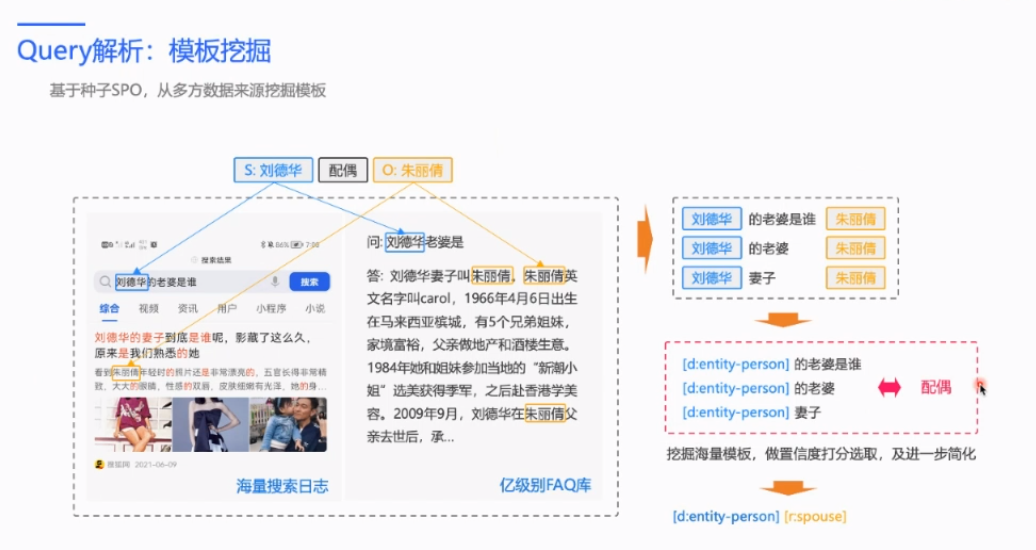 Query解析：模板挖掘
基于种子SPO，从多方数据来源挖掘模板
S: 刘德华
配偶
O: 朱丽倩
86%
7:08
搜索结果
刘德华的老婆是谁
搜索
综合 视频 资讯 用户 小程序 小说
刘德华的妻子到底是谁呢，影藏了这么久，
原来是我们熟悉的她
看到朱丽倩年轻时的照片还是非常漂亮的，五官长得非常精
致、大大的眼睛、性感的双唇，皮肤细嫩有光泽，她的身...
搜狐网 2021-06-09
海量搜索日志
问: 刘德华老婆是
答：刘德华妻子叫朱丽倩。朱丽倩英
文名字叫carol，1966年4月6日出生
在马来西亚槟城，有5个兄弟姐妹，
家境富裕，父亲做地产和酒楼生意。
1984年她和姐妹参加当地的“新潮小
姐”选美获得季军，之后赴香港学美
容。2009年9月，刘德华在朱丽倩父
亲去世后，承...
亿级别FAQ库
刘德华 的老婆是谁 朱丽倩
刘德华 的老婆 朱丽倩
刘德华 妻子 朱丽倩
[d:entity-person] 的老婆是谁
[d:entity-person] 的老婆
[d:entity-person] 妻子
配偶
挖掘海量模板，做置信度打分选取，及进一步简化
[d:entity-person] [r:spouse]